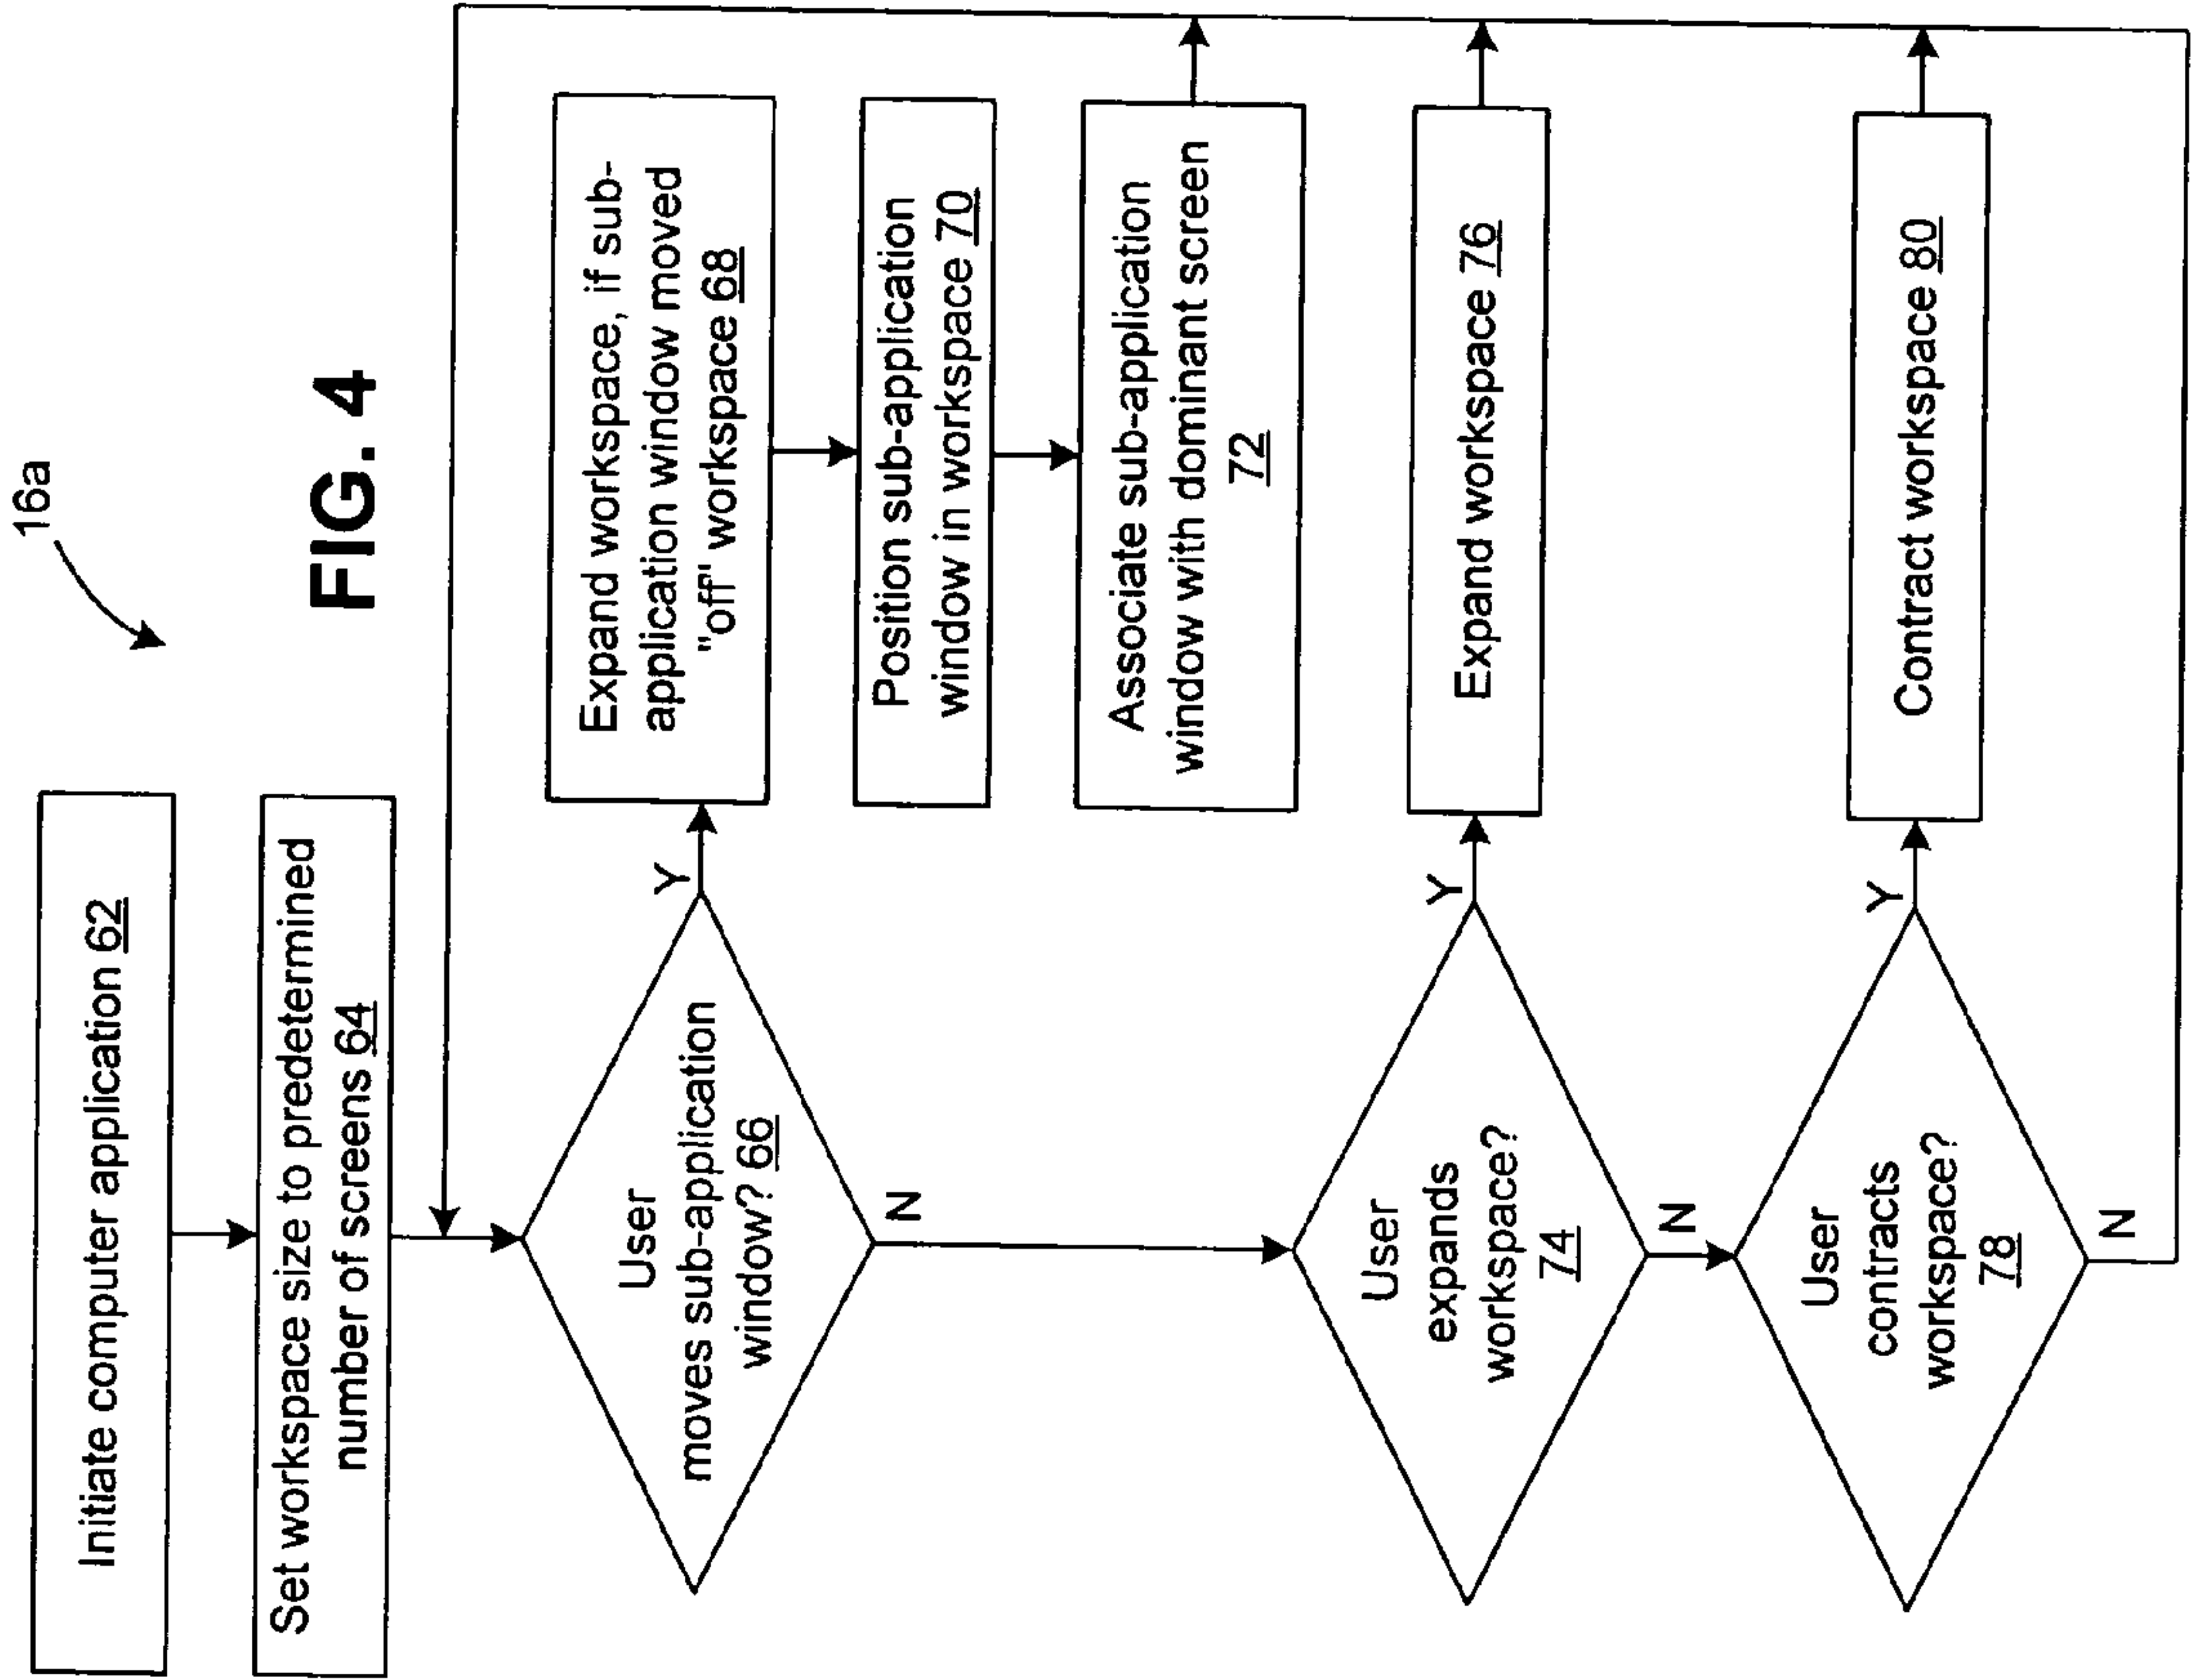 16a
FIG. 4
Initiate computer application 62
Set workspace size to predetermined
number of screens 64
User
moves sub-application
window? 66
Y
N
Expand workspace, if sub-
application window moved
"off' workspace 68
Position sub-application
window in workspace 70
Associate sub-application
window with dominant screen
72
User
expands
workspace?
74
Y
N
Expand workspace 76
User
contracts
workspace?
78
Y
N
Contract workspace 80